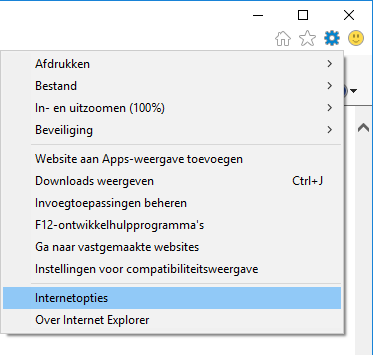 Afdrukken
Bestand
In- en uitzoomen (100%)
Beveiliging
Website aan Apps-weergave toevoegen
Downloads weergeven Ctrl+J
Invoegtoepassingen beheren
F12-ontwikkelhulpprogramma's
Ga naar vastgemaakte websites
Instellingen voor compatibiliteitsweergave
Internetopties
Over Internet Explorer